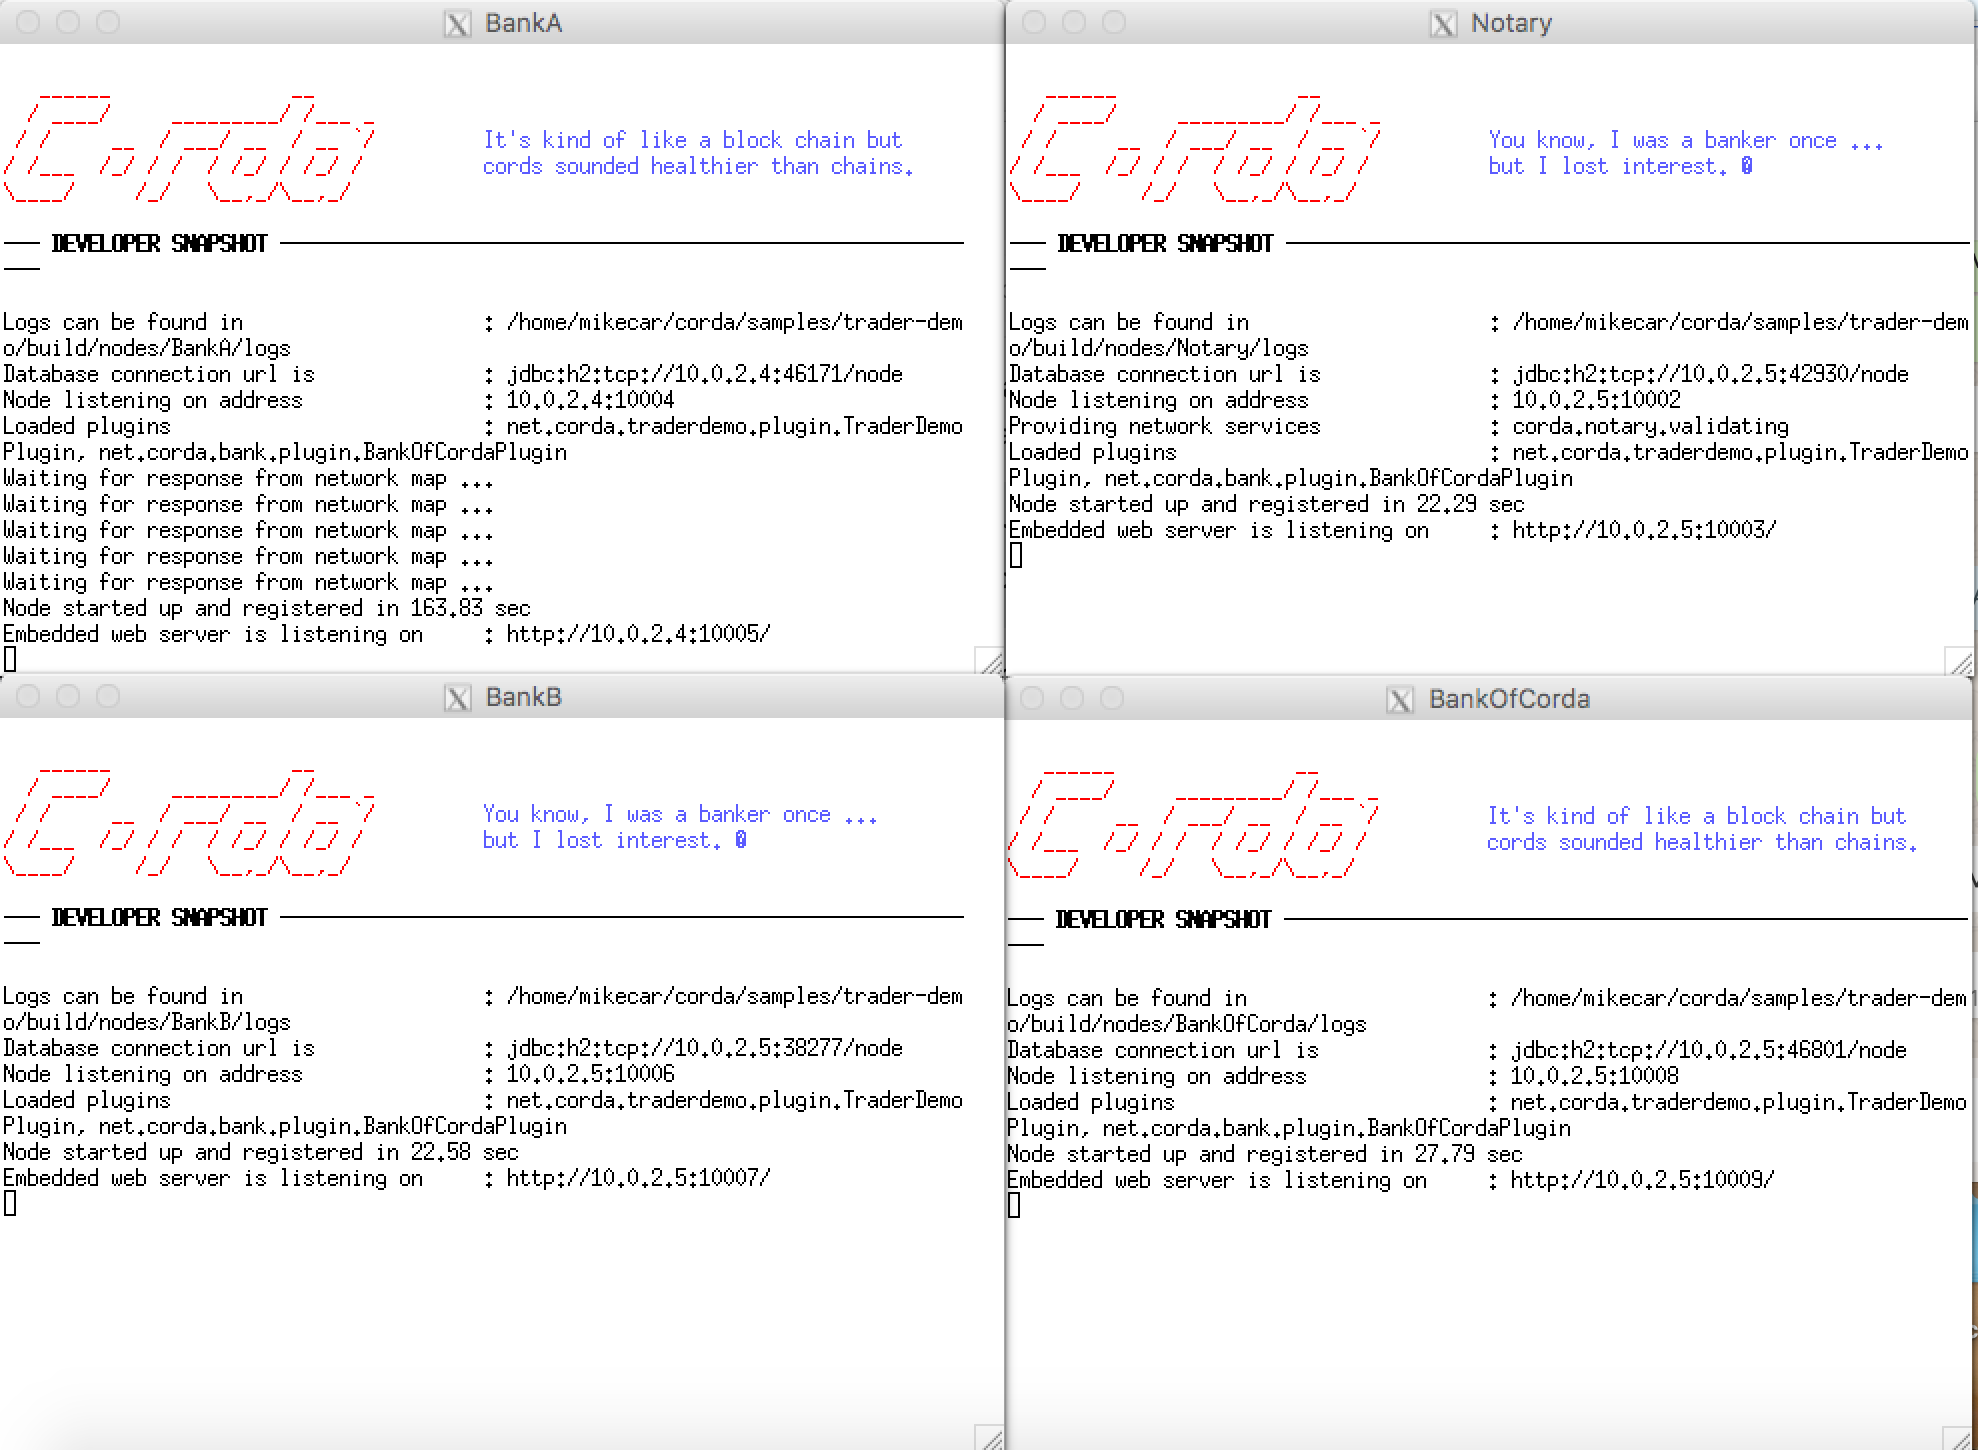 BankA
Corda
It's kind of like a block chain but
cords sounded healthier than chains.
DEVELOPER SNAPSHOT
Logs can be found in : /home/mikecar/corda/samples/trader-dem
o/build/nodes/BankA/logs
Database connection url is : jdbc:h2:tcp://10.0.2.4:46171/node
Node listening on address : 10.0.2.4:10004
Loaded plugins : net.corda.traderdemo.plugin.TraderDemo
Plugin, net.corda.bank.plugin.BankOfCordaPlugin
Waiting for response from network map ...
Waiting for response from network map ...
Waiting for response from network map ...
Waiting for response from network map ...
Waiting for response from network map ...
Node started up and registered in 163.83 sec
Embedded web server is listening on : http://10.0.2.4:10005/
Notary
Corda
You know, I was a banker once ...
but I lost interest.
DEVELOPER SNAPSHOT
Logs can be found in : /home/mikecar/corda/samples/trader-dem
o/build/nodes/Notary/logs
Database connection url is : jdbc:h2:tcp://10.0.2.5:42930/node
Node listening on address : 10.0.2.5:10002
Providing network services : corda.notary.validating
Loaded plugins : net.corda.traderdemo.plugin.TraderDemo
Plugin, net.corda.bank.plugin.BankOfCordaPlugin
Node started up and registered in 22.29 sec
Embedded web server is listening on : http://10.0.2.5:10003/
BankB
Corda
You know, I was a banker once ...
but I lost interest.
DEVELOPER SNAPSHOT
Logs can be found in : /home/mikecar/corda/samples/trader-dem
o/build/nodes/BankB/logs
Database connection url is : jdbc:h2:tcp://10.0.2.5:38277/node
Node listening on address : 10.0.2.5:10006
Loaded plugins : net.corda.traderdemo.plugin.TraderDemo
Plugin, net.corda.bank.plugin.BankOfCordaPlugin
Node started up and registered in 22.58 sec
Embedded web server is listening on : http://10.0.2.5:10007/
BankOfCorda
Corda
It's kind of like a block chain but
cords sounded healthier than chains.
DEVELOPER SNAPSHOT
Logs can be found in : /home/mikecar/corda/samples/trader-dem
o/build/nodes/BankOfCorda/logs
Database connection url is : jdbc:h2:tcp://10.0.2.5:46801/node
Node listening on address : 10.0.2.5:10008
Loaded plugins : net.corda.traderdemo.plugin.TraderDemo
Plugin, net.corda.bank.plugin.BankOfCordaPlugin
Node started up and registered in 27.79 sec
Embedded web server is listening on : http://10.0.2.5:10009/